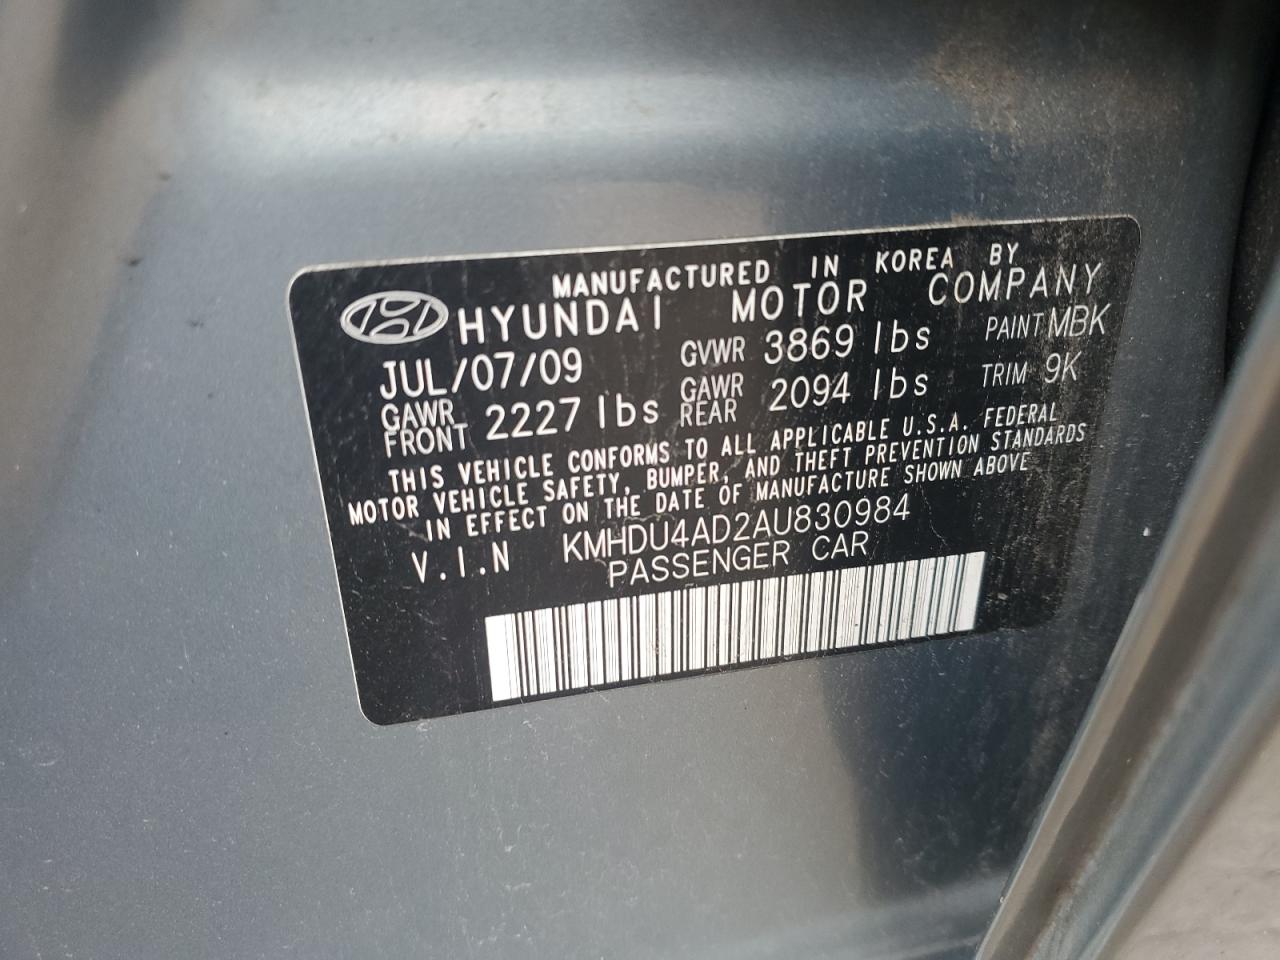 MANUFACTURED IN KOREA BY
HYUNDAI MOTOR COMPANY
JUL/07/09 GVWR 3869 lbs PAINT MBK
GAWR FRONT 2227 lbs GAWR REAR 2094 lbs TRIM 9K
THIS VEHICLE CONFORMS TO ALL APPLICABLE U.S.A. FEDERAL
MOTOR VEHICLE SAFETY, BUMPER, AND THEFT PREVENTION STANDARDS
IN EFFECT ON THE DATE OF MANUFACTURE SHOWN ABOVE
V.I.N KMHDU4AD2AU830984
PASSENGER CAR